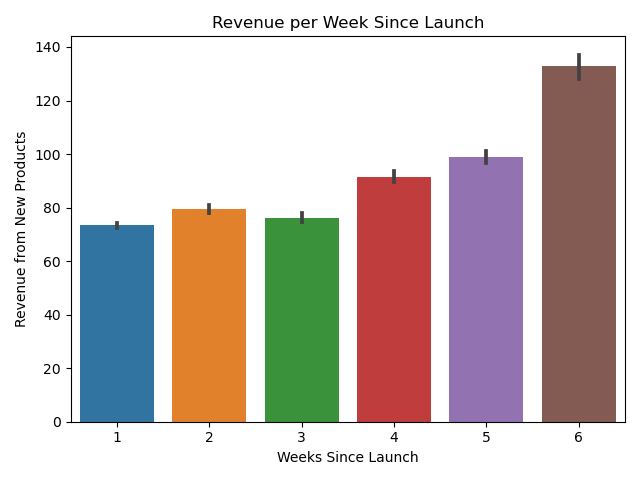 Revenue per Week Since Launch
Revenue from New Products
140
120
100
80
60
40
20
0
1 2 3 4 5 6
Weeks Since Launch